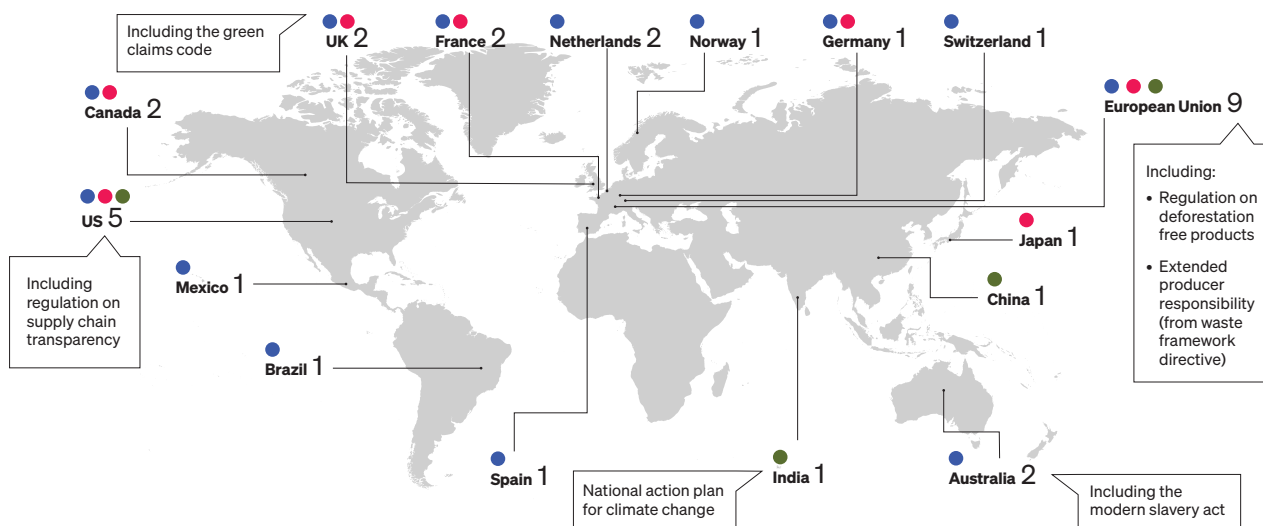 Including the green
claims code
UK 2
France 2
Netherlands 2
Norway 1
Germany 1
Switzerland 1
Canada 2
European Union 9
Including:
• Regulation on
deforestation
free products
• Extended
producer
responsibility
(from waste
framework
directive)
US 5
Including
regulation on
supply chain
transparency
Mexico 1
Japan 1
China 1
Brazil 1
Spain 1
National action plan
for climate change
India 1
Australia 2
Including the
modern slavery act